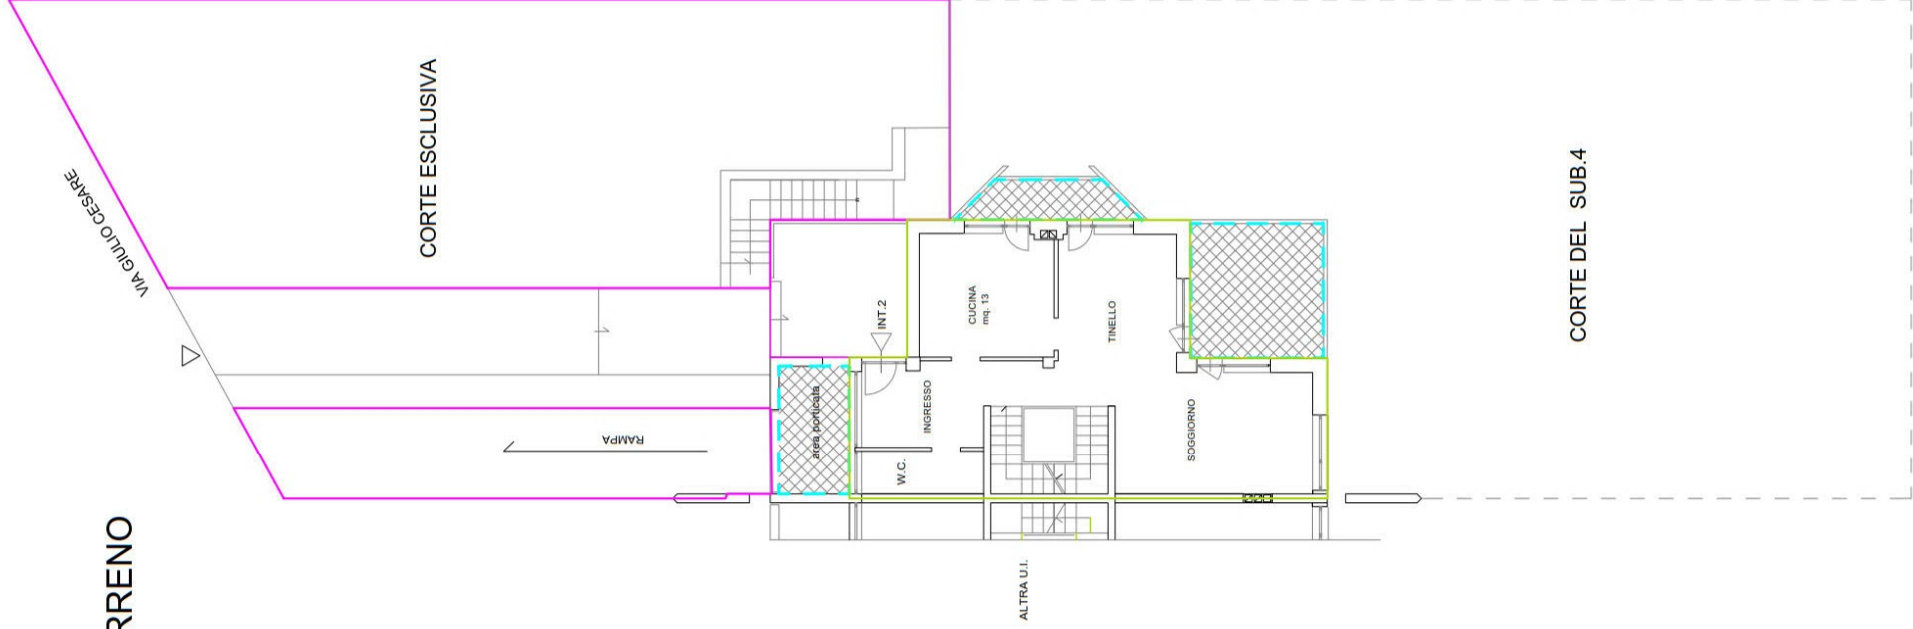 VIA GIULIO CESARE
CORTE ESCLUSIVA
CORTE DEL SUB.4
INT.2
CUCINA
mq. 13
TINELLO
area porticata
INGRESSO
SOGGIORNO
RAMPA
W.C.
RRENO
ALTRA U.I.